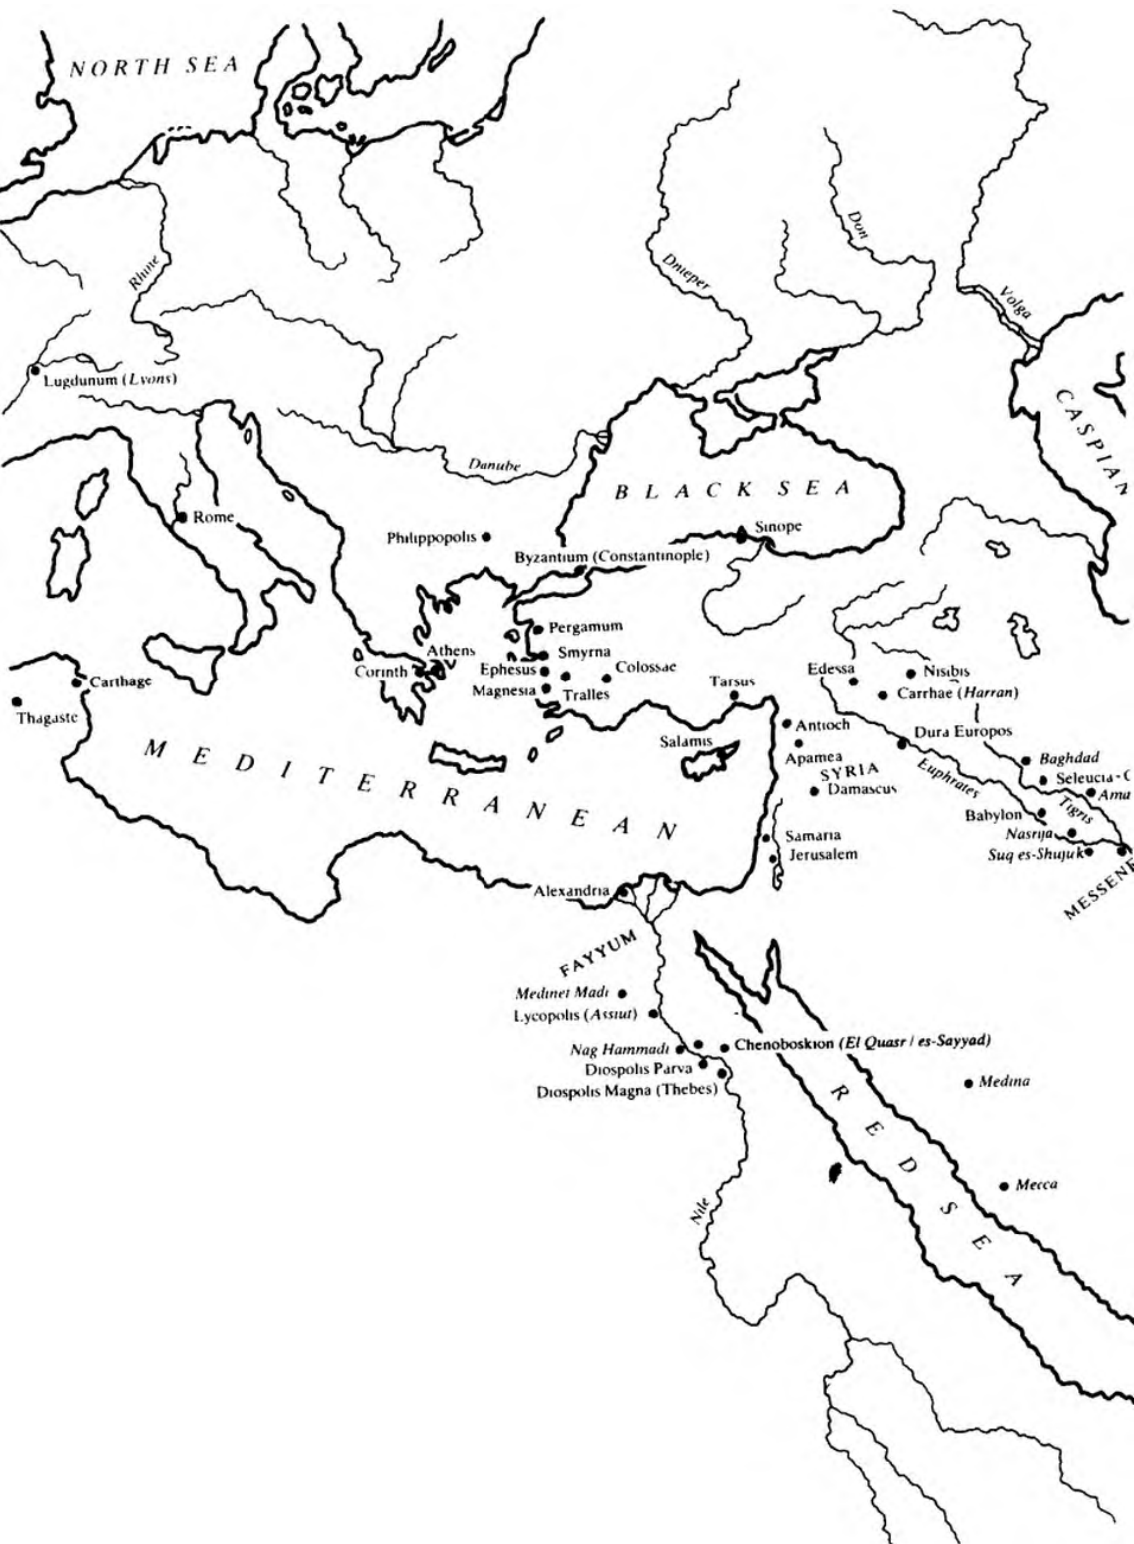 NORTH SEA
Don
Rhine
Dnieper
Volga
Lugdunum (Lyons)
CASPIAN
Danube
BLACK SEA
Rome
Sinope
Philippopolis
Byzantium (Constantinople)
Pergamum
Athens
Smyrna
Corinth
Ephesus
Colossae
Edessa
Nisibis
Carthage
Magnesia
Tralles
Tarsus
Carrhae (Harran)
Thagaste
Antioch
Dura Europos
Salamis
Apamea
Baghdad
MEDITERRANEAN
SYRIA
Euphrates
Seleucia-C
Damascus
Ama
Tigris
Babylon
Samaria
Nasrija
Jerusalem
Suq es-Shujuk
MESSENE
Alexandria
FAYYUM
Medinet Madi
Lycopolis (Assiut)
Nag Hammadi
Chenoboskion (El Quasr / es-Sayyad)
Diospolis Parva
Diospolis Magna (Thebes)
Medina
RED SEA
Mecca
Nile